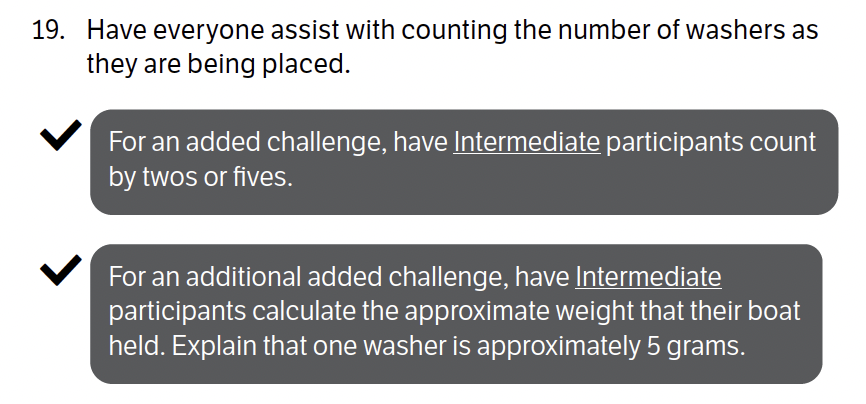 19. Have everyone assist with counting the number of washers as
they are being placed.
For an added challenge, have Intermediate participants count
by twos or fives.
For an additional added challenge, have Intermediate
participants calculate the approximate weight that their boat
held. Explain that one washer is approximately 5 grams.